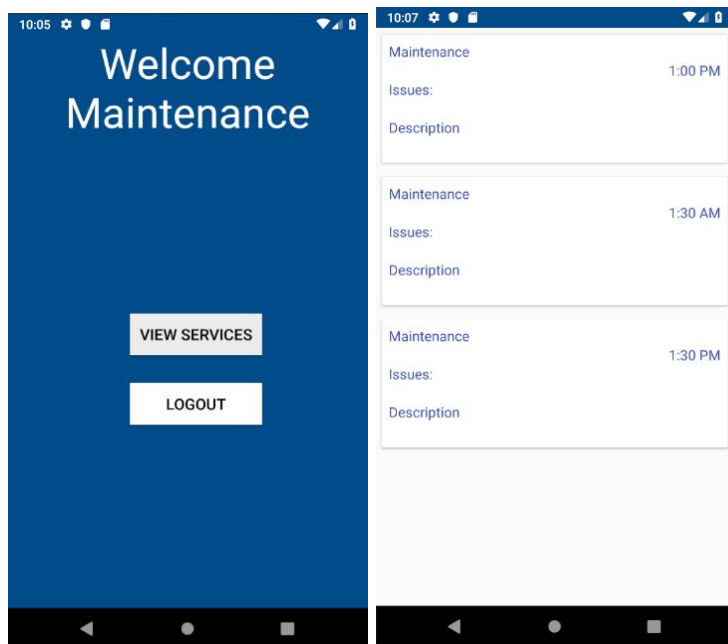 10:05
Welcome
Maintenance
VIEW SERVICES
LOGOUT
10:07
Maintenance
1:00 PM
Issues:
Description
Maintenance
1:30 AM
Issues:
Description
Maintenance
1:30 PM
Issues:
Description